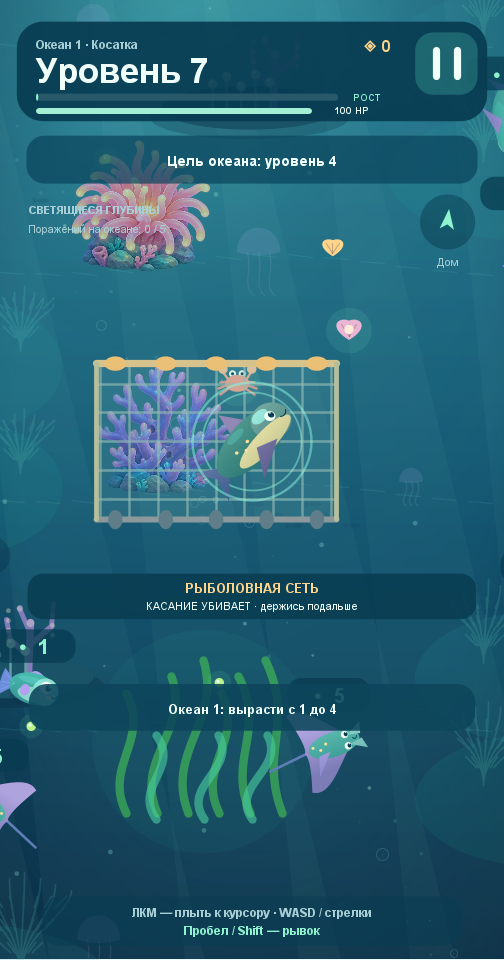 Океан 1 · Косатка
0
Уровень 7
РОСТ
100 HP
Цель океана: уровень 4
СВЕТЯЩИЕСЯ ГЛУБИНЫ
Поражённый на океане: 0 / 5
Дом
РЫБОЛОВНАЯ СЕТЬ
КАСАНИЕ УБИВАЕТ · держись подальше
1
5
Океан 1: вырасти с 1 до 4
5
ЛКМ — плыть к курсору · WASD / стрелки
Пробел / Shift — рывок